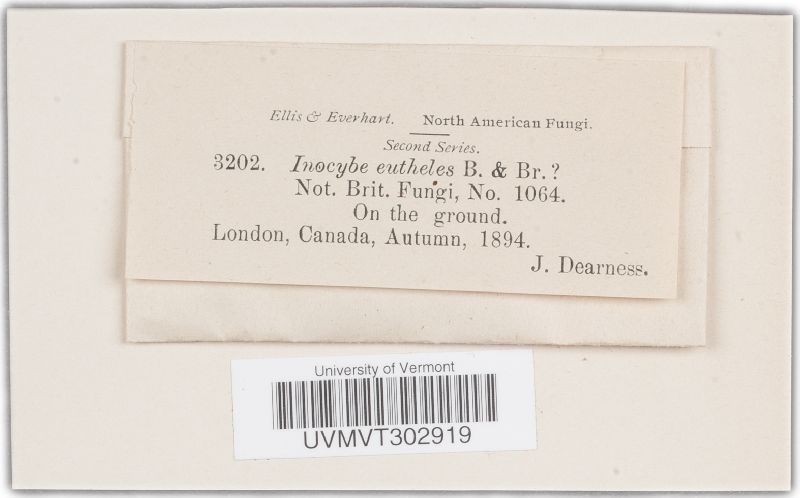 Ellis & Everhart. North American Fungi.
Second Series.
3202. Inocybe eutheles B. & Br. ?
Not. Brit. Fungi, No. 1064.
On the ground.
London, Canada, Autumn, 1894.
J. Dearness.
University of Vermont
UVMVT302919